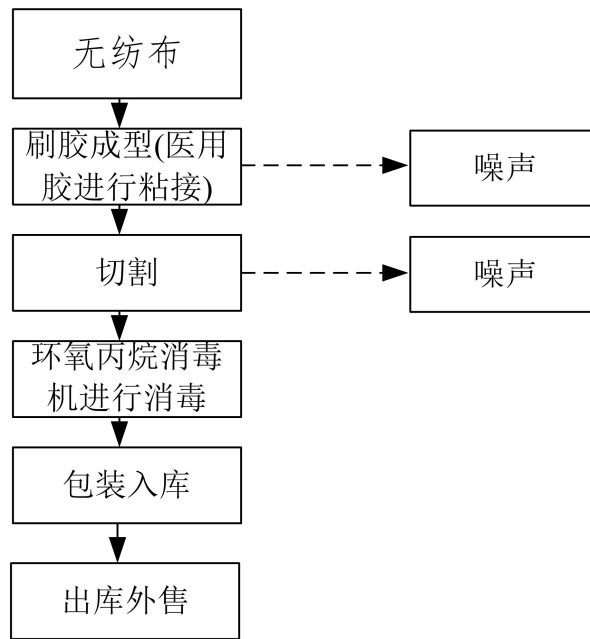 无纺布
刷胶成型(医用
胶进行粘接)
噪声
切割
噪声
环氧丙烷消毒
机进行消毒
包装入库
出库外售